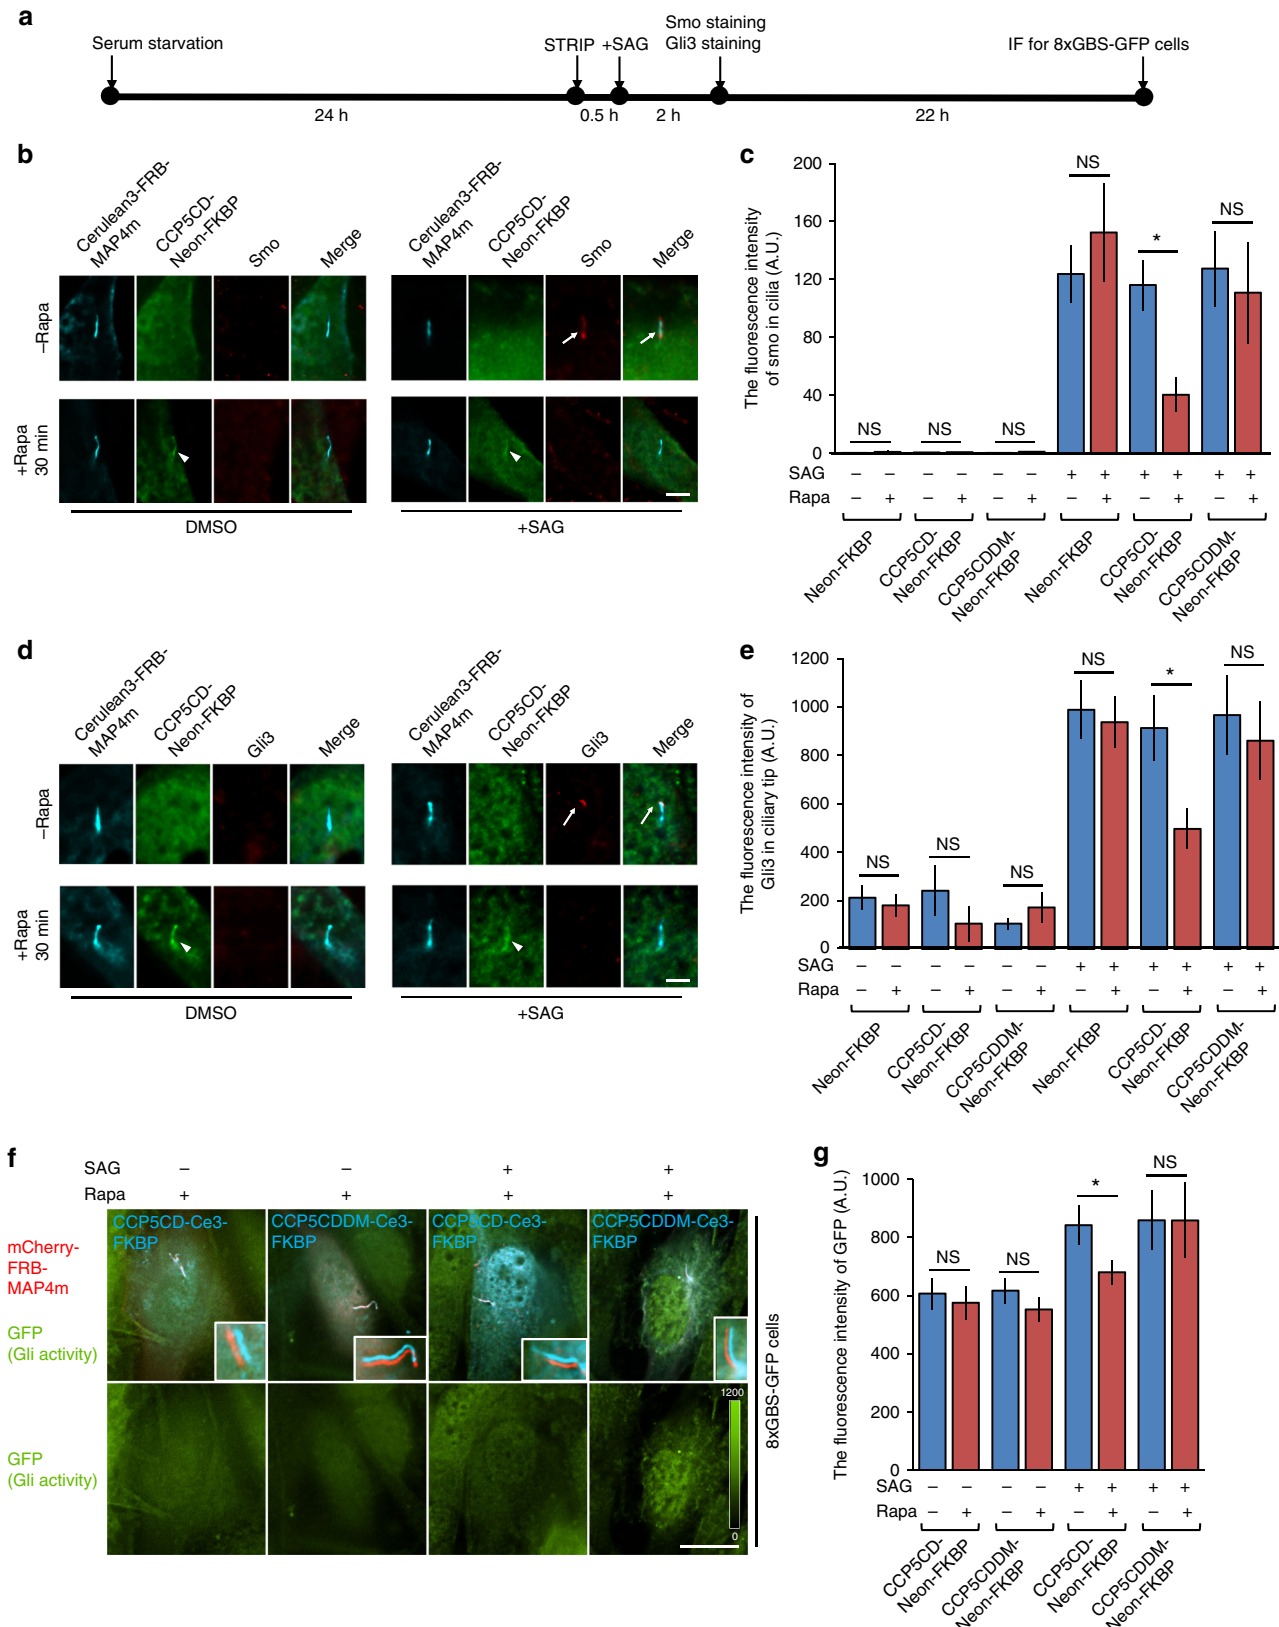 a
Serum starvation
STRIP
+SAG
Smo staining
Gli3 staining
IF for 8xGBS-GFP cells
24 h
0.5 h
2 h
22 h
b
Cerulean3-FRB-
MAP4m
CCP5CD-
Neon-FKBP
Smo
Merge
Cerulean3-FRB-
MAP4m
CCP5CD-
Neon-FKBP
Smo
Merge
–Rapa
+Rapa
30 min
DMSO
+SAG
c
The fluorescence intensity
of smo in cilia (A.U.)
200
160
120
80
40
0
NS
NS
NS
NS
*
NS
SAG – – – – – – + + + + + +
Rapa – + – + – + – + – + – +
Neon-FKBP
CCP5CD-
Neon-FKBP
CCP5CDDM-
Neon-FKBP
Neon-FKBP
CCP5CD-
Neon-FKBP
CCP5CDDM-
Neon-FKBP
d
Cerulean3-FRB-
MAP4m
CCP5CD-
Neon-FKBP
Gli3
Merge
Cerulean3-FRB-
MAP4m
CCP5CD-
Neon-FKBP
Gli3
Merge
–Rapa
+Rapa
30 min
DMSO
+SAG
e
The fluorescence intensity of
Gli3 in ciliary tip (A.U.)
1200
1000
800
600
400
200
0
NS
NS
NS
NS
*
NS
SAG – – – – – – + + + + + +
Rapa – + – + – + – + – + – +
Neon-FKBP
CCP5CD-
Neon-FKBP
CCP5CDDM-
Neon-FKBP
Neon-FKBP
CCP5CD-
Neon-FKBP
CCP5CDDM-
Neon-FKBP
f
SAG – – + +
Rapa + + + +
CCP5CD-Ce3-
FKBP
CCP5CDDM-Ce3-
FKBP
CCP5CD-Ce3-
FKBP
CCP5CDDM-Ce3-
FKBP
mCherry-
FRB-
MAP4m
GFP
(Gli activity)
GFP
(Gli activity)
1200
0
8xGBS-GFP cells
g
The fluorescence intensity of GFP (A.U.)
1000
800
600
400
200
0
NS
NS
*
NS
SAG – – – – + + + +
Rapa – + – + – + – +
CCP5CD-
Neon-FKBP
CCP5CDDM-
Neon-FKBP
CCP5CD-
Neon-FKBP
CCP5CDDM-
Neon-FKBP